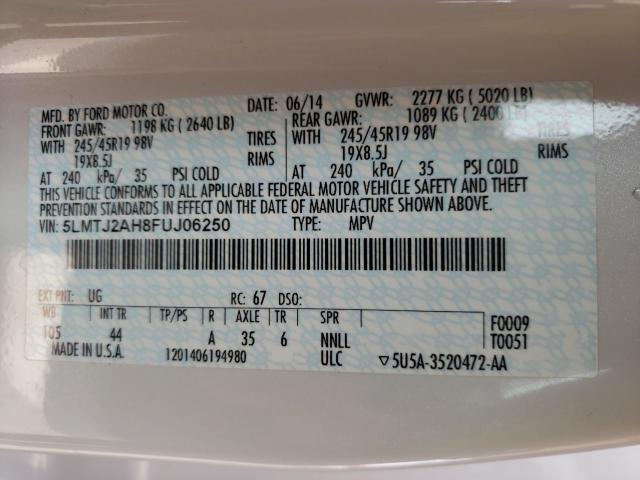 MFD. BY FORD MOTOR CO.
DATE: 06/14 GVWR: 2277 KG ( 5020 LB)
FRONT GAWR: 1198 KG ( 2640 LB) REAR GAWR: 1089 KG ( 2400 LB)
WITH 245/45R19 98V TIRES WITH 245/45R19 98V TIRES
19X8.5J RIMS 19X8.5J RIMS
AT 240 kPa/ 35 PSI COLD AT 240 kPa/ 35 PSI COLD
THIS VEHICLE CONFORMS TO ALL APPLICABLE FEDERAL MOTOR VEHICLE SAFETY AND THEFT
PREVENTION STANDARDS IN EFFECT ON THE DATE OF MANUFACTURE SHOWN ABOVE.
VIN: 5LMTJ2AH8FUJ06250 TYPE: MPV
EXT PNT: UG RC: 67 DSO:
WB INT TR TP/PS R AXLE TR SPR F0009
105 44 A 35 6 NNLL T0051
MADE IN U.S.A. 1201406194980 ULC ▽5U5A-3520472-AA